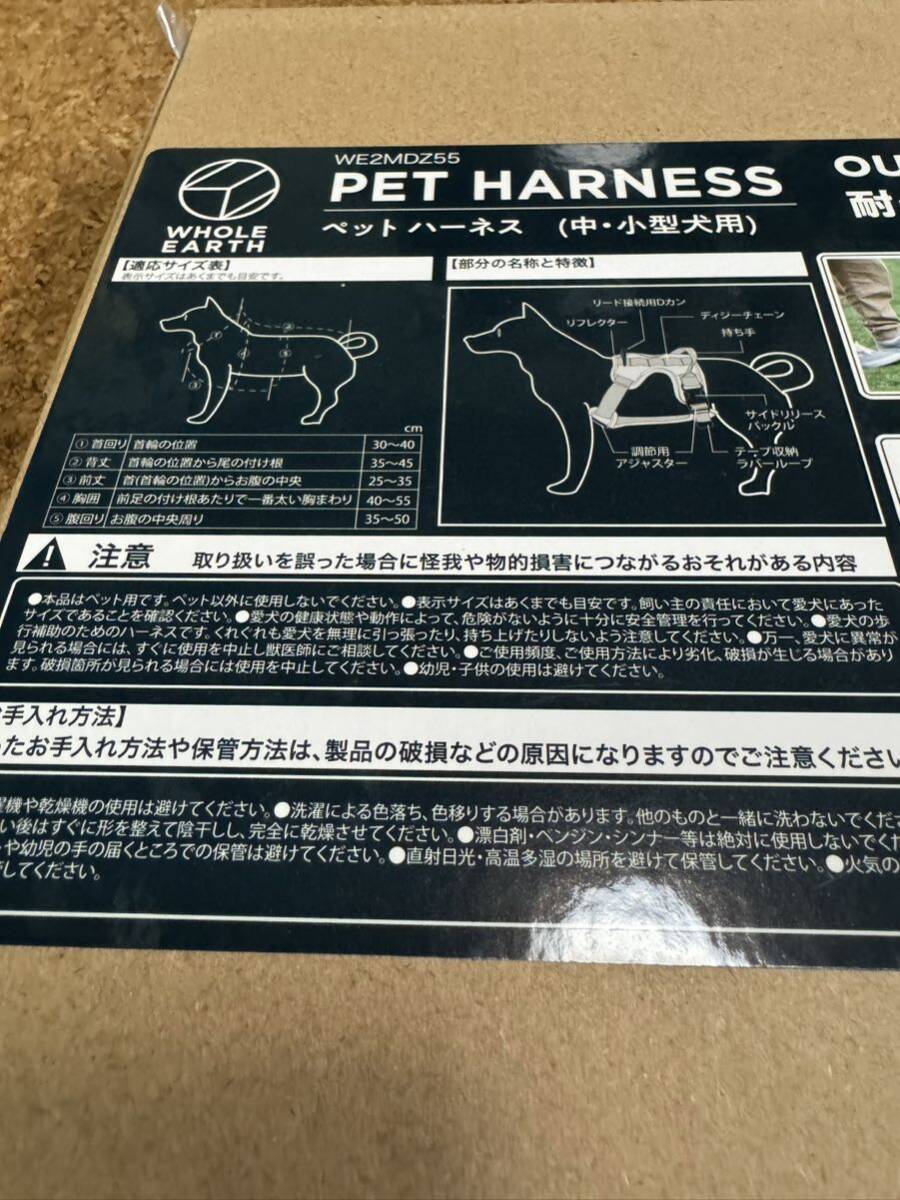 WHOLE
EARTH
WE2MDZ55
PET HARNESS
ペット ハーネス (中・小型犬用)
OU
耐
【適応サイズ表】
表示サイズはあくまでも目安です。
① ② ③ ④ ⑤
cm
① 首回り 首輪の位置 30〜40
② 背丈 首輪の位置から尾の付け根 35〜45
③ 前丈 首(首輪の位置)からお腹の中央 25〜35
④ 胸囲 前足の付け根あたりで一番太い胸まわり 40〜55
⑤ 腹回り お腹の中央周り 35〜50
【部分の名称と特徴】
リード接続用Dカン
リフレクター
ディジーチェーン
持ち手
サイドリリース
バックル
調節用
アジャスター
テープ収納
ラバーループ
注意 取り扱いを誤った場合に怪我や物的損害につながるおそれがある内容
●本品はペット用です。ペット以外に使用しないでください。●表示サイズはあくまでも目安です。飼い主の責任において愛犬にあった
サイズであることを確認ください。●愛犬の健康状態や動作によって、危険がないように十分に安全管理を行ってください。●愛犬の歩
行補助のためのハーネスです。くれぐれも愛犬を無理に引っ張ったり、持ち上げたりしないよう注意してください。●万一、愛犬に異常が
見られる場合には、すぐに使用を中止し獣医師にご相談してください。●ご使用頻度、ご使用方法により劣化、破損が生じる場合があり
ます。破損箇所が見られる場合には使用を中止してください。●幼児・子供の使用は避けてください。
手入れ方法】
たお手入れ方法や保管方法は、製品の破損などの原因になりますのでご注意ください
機や乾燥機の使用は避けてください。●洗濯による色落ち、色移りする場合があります。他のものと一緒に洗わないでくださ
い後はすぐに形を整えて陰干しし、完全に乾燥させてください。●漂白剤・ベンジン・シンナー等は絶対に使用しないでくだ
や幼児の手の届くところでの保管は避けてください。●直射日光・高温多湿の場所を避けて保管してください。●火気の
してください。